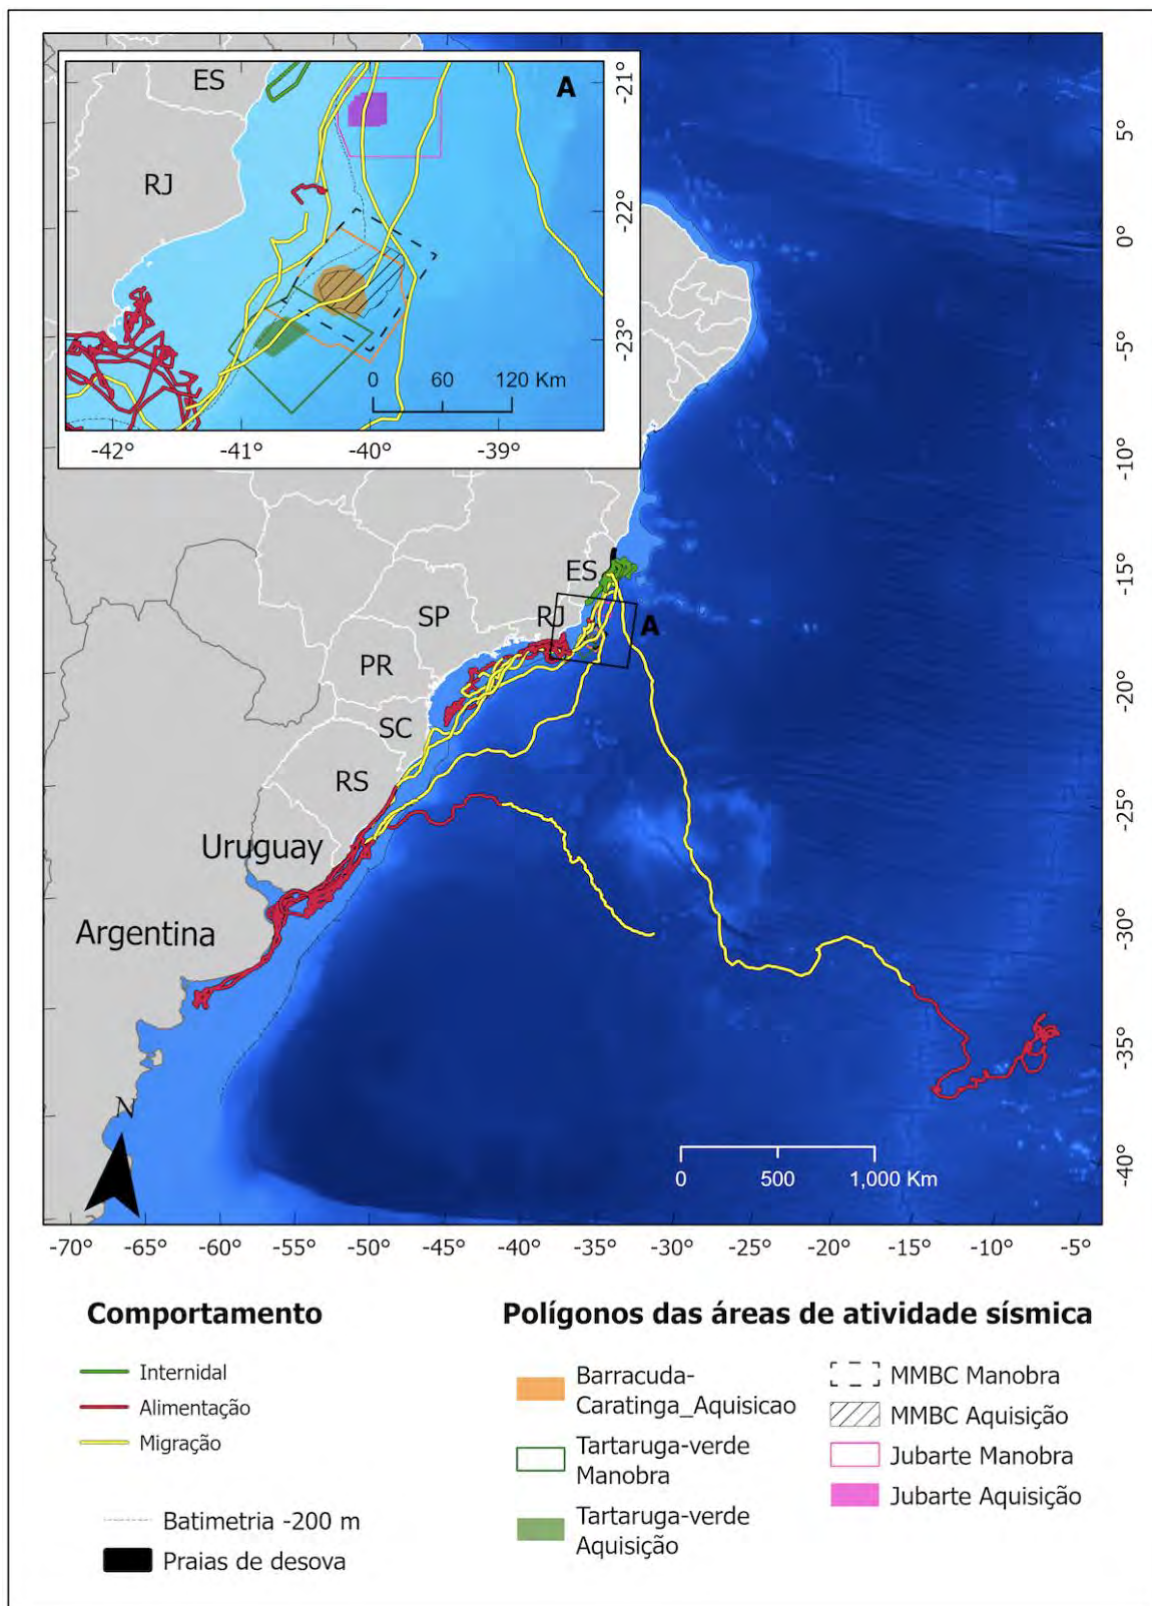 ES
A
RJ
-21°
-22°
-23°
0 60 120 Km
-42° -41° -40° -39°
5°
0°
-5°
-10°
-15°
-20°
-25°
-30°
-35°
-40°
ES
RJ
A
SP
PR
SC
RS
Uruguay
Argentina
N
0 500 1,000 Km
-70° -65° -60° -55° -50° -45° -40° -35° -30° -25° -20° -15° -10° -5°
Comportamento
Internidal
Alimentação
Migração
Batimetria -200 m
Praias de desova
Polígonos das áreas de atividade sísmica
Barracuda-
Caratinga_Aquisicao
Tartaruga-verde
Manobra
Tartaruga-verde
Aquisição
MMBC Manobra
MMBC Aquisição
Jubarte Manobra
Jubarte Aquisição